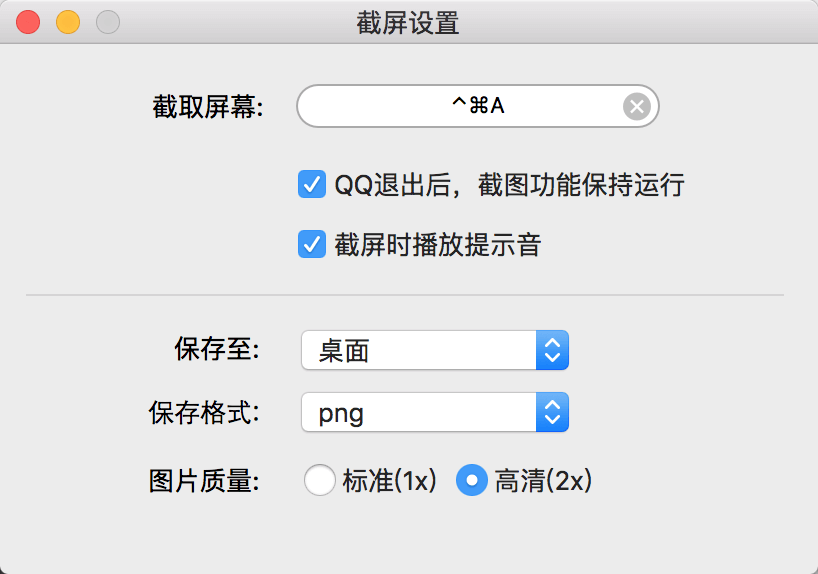 截屏设置
截取屏幕: ^⌘A
QQ退出后，截图功能保持运行
截屏时播放提示音
保存至: 桌面
保存格式: png
图片质量: 标准(1x) 高清(2x)